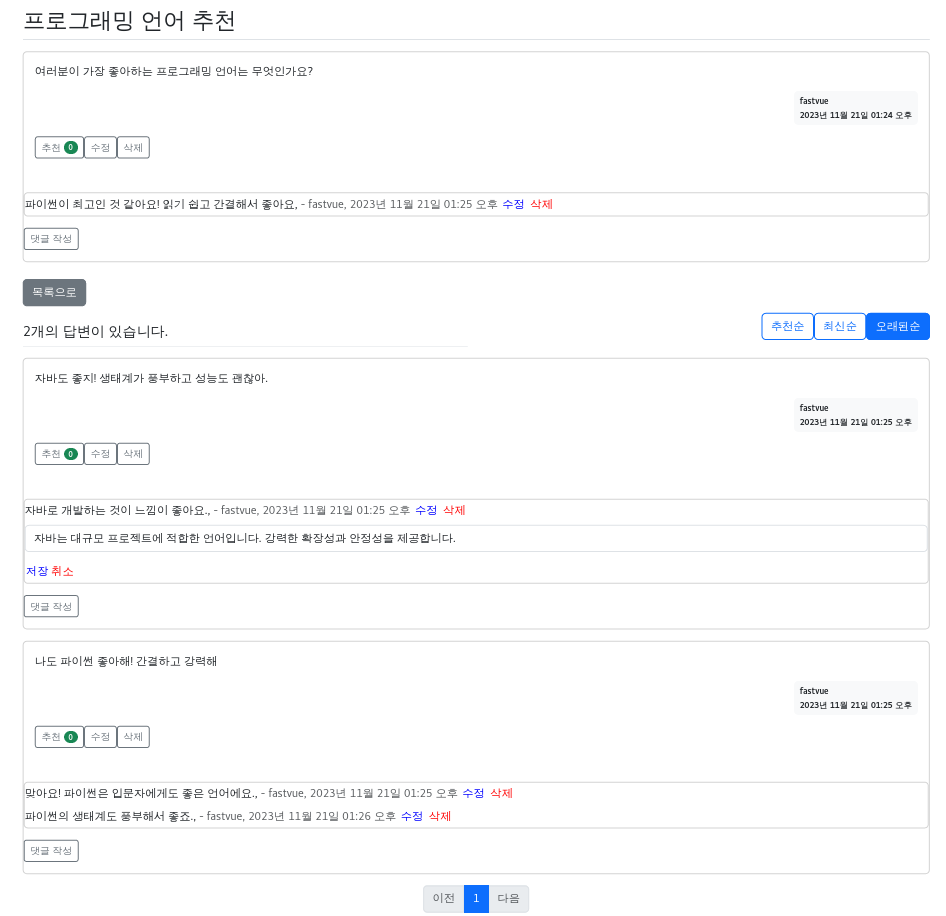 프로그래밍 언어 추천
여러분이 가장 좋아하는 프로그래밍 언어는 무엇인가요?
fastvue
2023년 11월 21일 01:24 오후
추천 0 수정 삭제
파이썬이 최고인 것 같아요! 읽기 쉽고 간결해서 좋아요, - fastvue, 2023년 11월 21일 01:25 오후 수정 삭제
댓글 작성
목록으로
2개의 답변이 있습니다.
추천순 최신순 오래된순
자바도 좋지! 생태계가 풍부하고 성능도 괜찮아.
fastvue
2023년 11월 21일 01:25 오후
추천 0 수정 삭제
자바로 개발하는 것이 느낌이 좋아요., - fastvue, 2023년 11월 21일 01:25 오후 수정 삭제
자바는 대규모 프로젝트에 적합한 언어입니다. 강력한 확장성과 안정성을 제공합니다.
저장 취소
댓글 작성
나도 파이썬 좋아해! 간결하고 강력해
fastvue
2023년 11월 21일 01:25 오후
추천 0 수정 삭제
맞아요! 파이썬은 입문자에게도 좋은 언어에요., - fastvue, 2023년 11월 21일 01:25 오후 수정 삭제
파이썬의 생태계도 풍부해서 좋죠., - fastvue, 2023년 11월 21일 01:26 오후 수정 삭제
댓글 작성
이전 1 다음